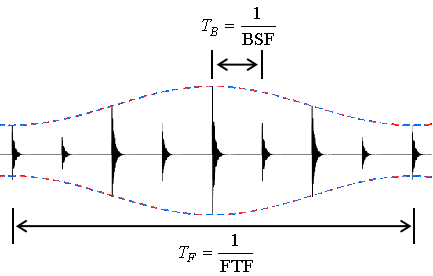 T_B = 1/BSF
T_F = 1/FTF